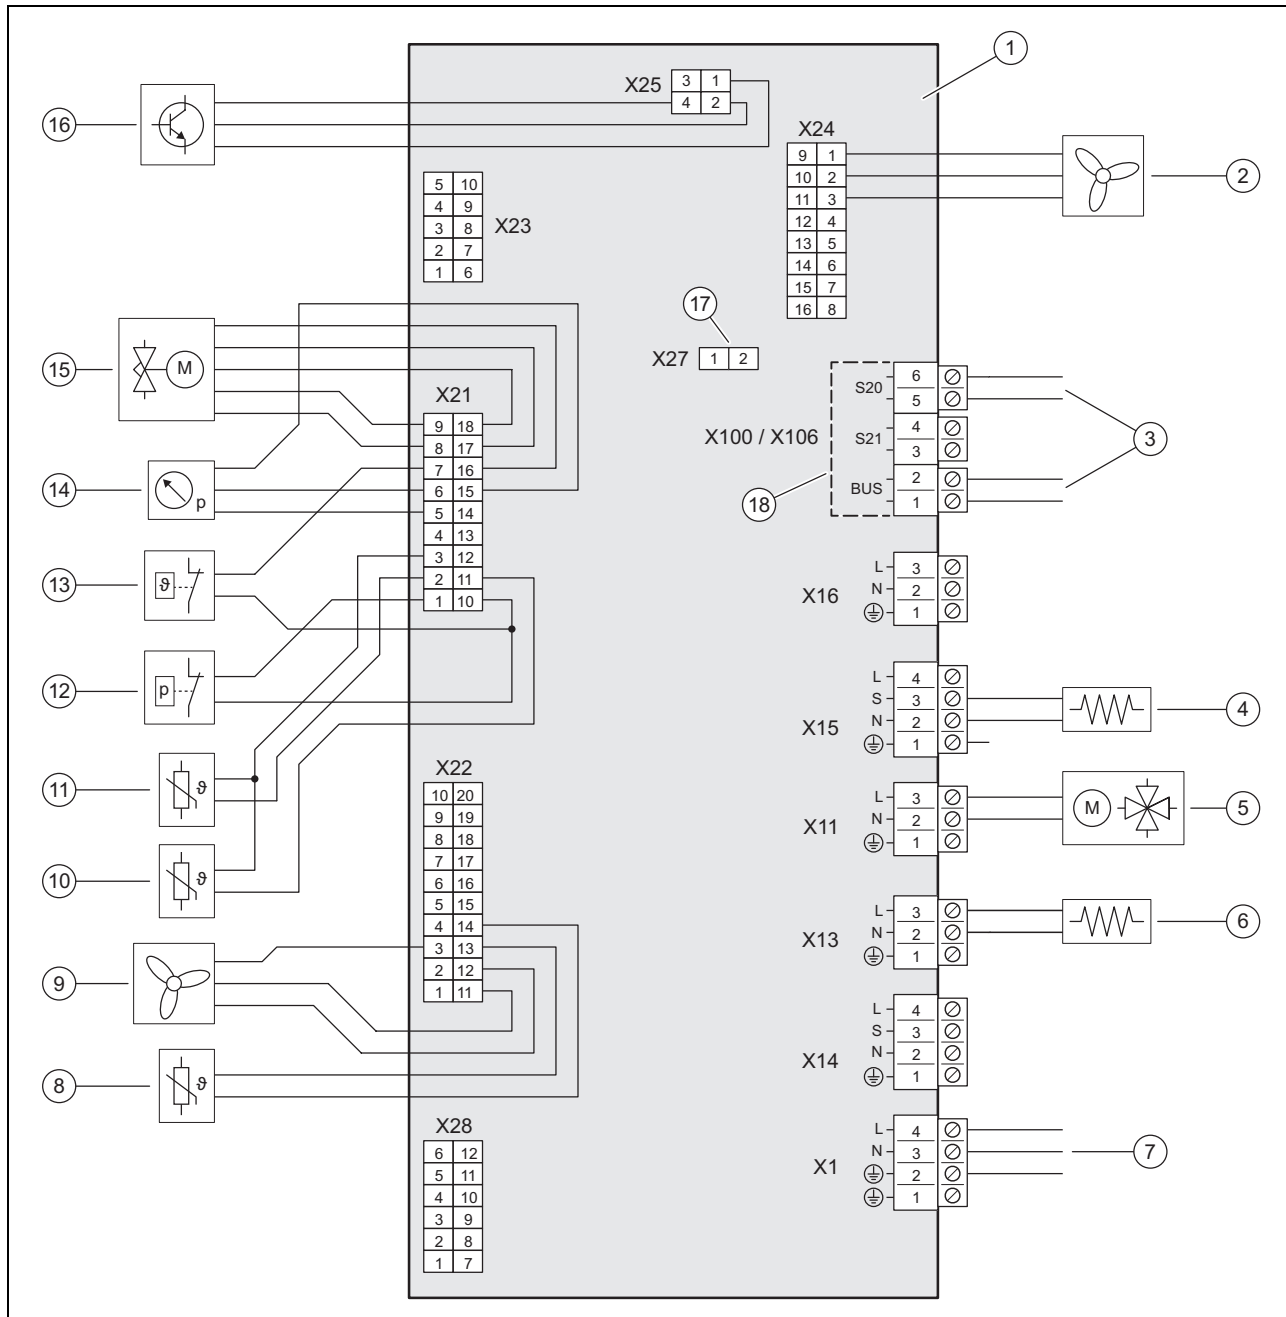 1
X25
3 1
4 2
16
X24
9 1
10 2
11 3
12 4
13 5
14 6
15 7
16 8
2
5 10
4 9
3 8
2 7
1 6
X23
17
X27
1 2
15
M
X21
9 18
8 17
7 16
6 15
5 14
4 13
3 12
2 11
1 10
X100 / X106
S20
6
5
S21
4
3
BUS
2
1
3
18
14
p
13
ϑ
12
p
X16
L 3
N 2
1
X15
L 4
S 3
N 2
1
4
11
ϑ
10
ϑ
X22
10 20
9 19
8 18
7 17
6 16
5 15
4 14
3 13
2 12
1 11
X11
L 3
N 2
1
M
5
X13
L 3
N 2
1
6
9
8
ϑ
X14
L 4
S 3
N 2
1
X28
6 12
5 11
4 10
3 9
2 8
1 7
X1
L 4
N 3
2
1
7